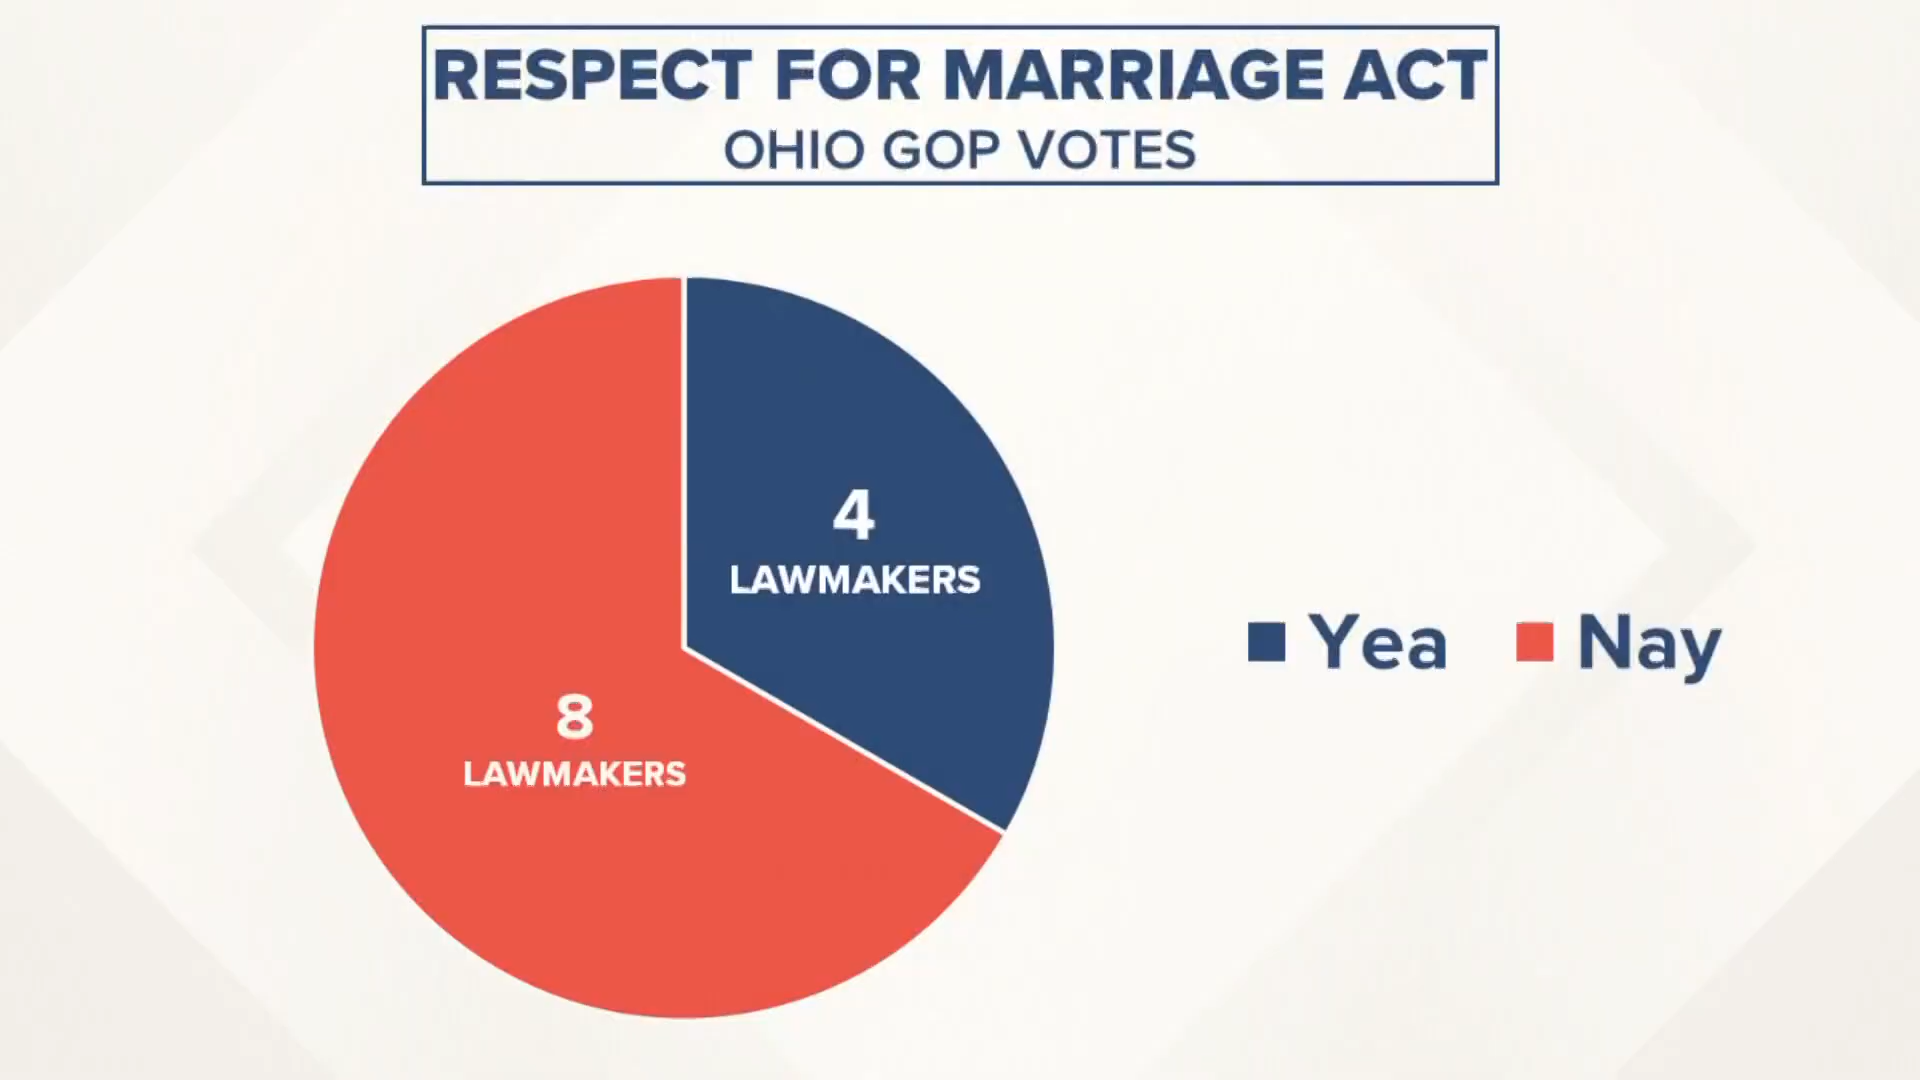 RESPECT FOR MARRIAGE ACT
OHIO GOP VOTES
4
LAWMAKERS
8
LAWMAKERS
Yea
Nay